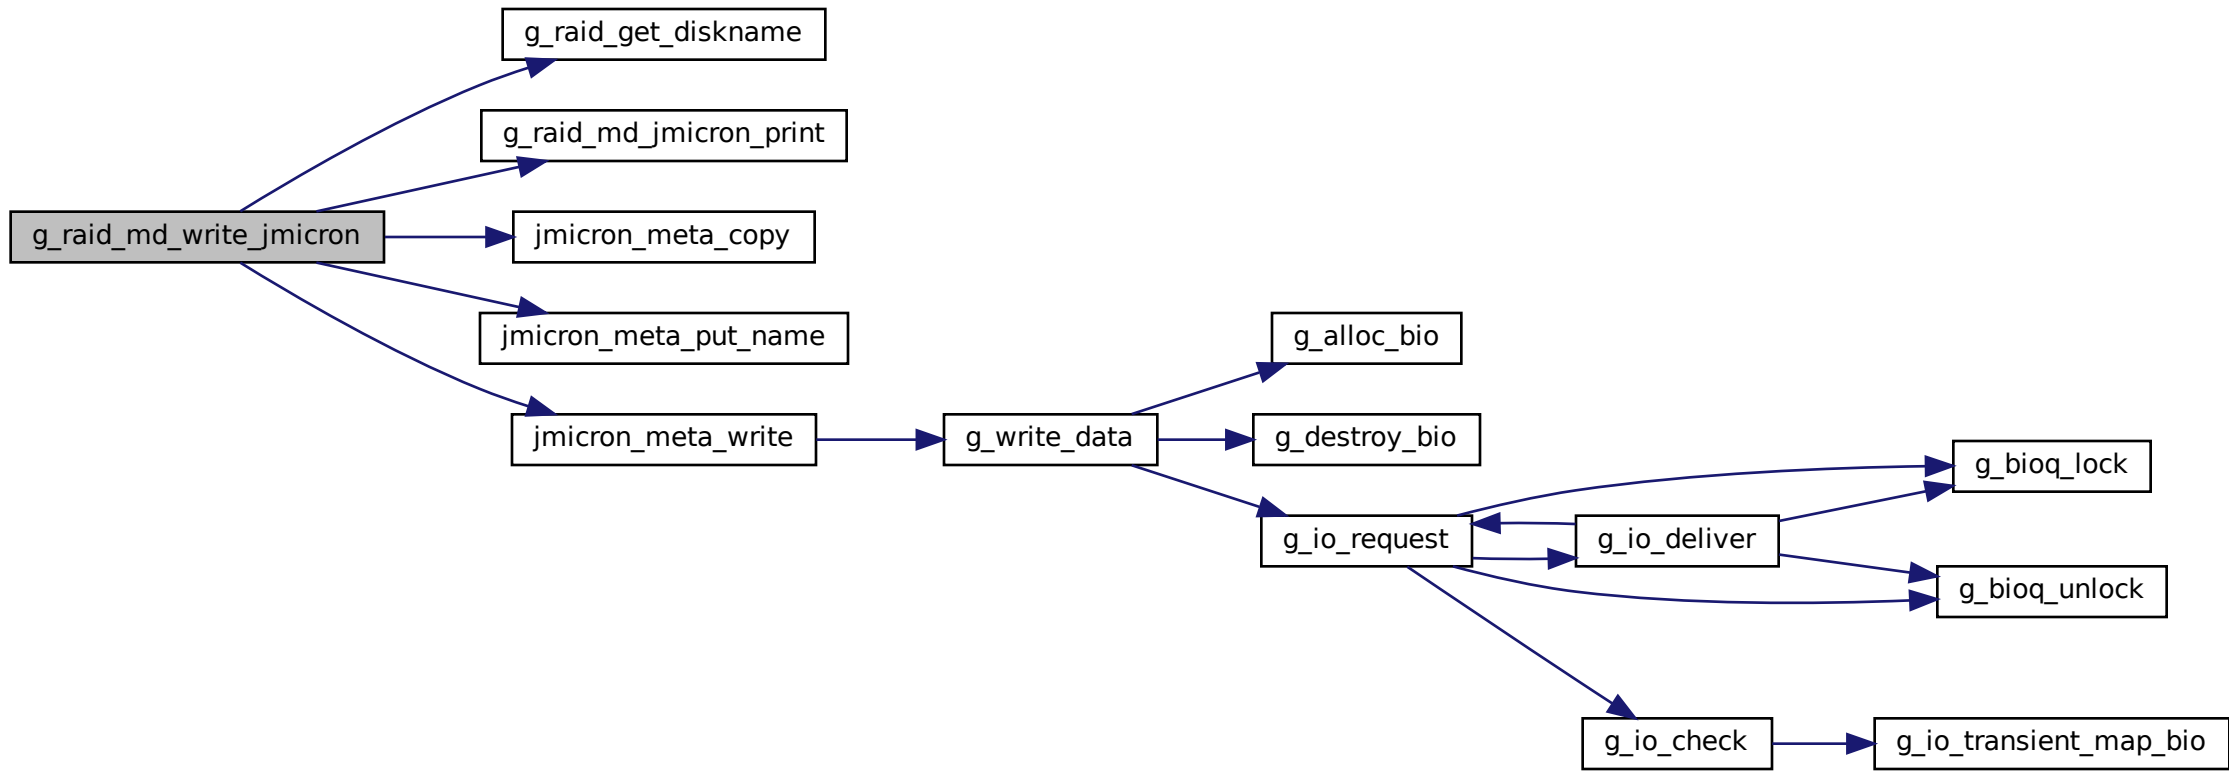 g_raid_get_diskname
g_raid_md_jmicron_print
g_raid_md_write_jmicron
jmicron_meta_copy
jmicron_meta_put_name
jmicron_meta_write
g_write_data
g_alloc_bio
g_destroy_bio
g_io_request
g_io_deliver
g_bioq_lock
g_bioq_unlock
g_io_check
g_io_transient_map_bio